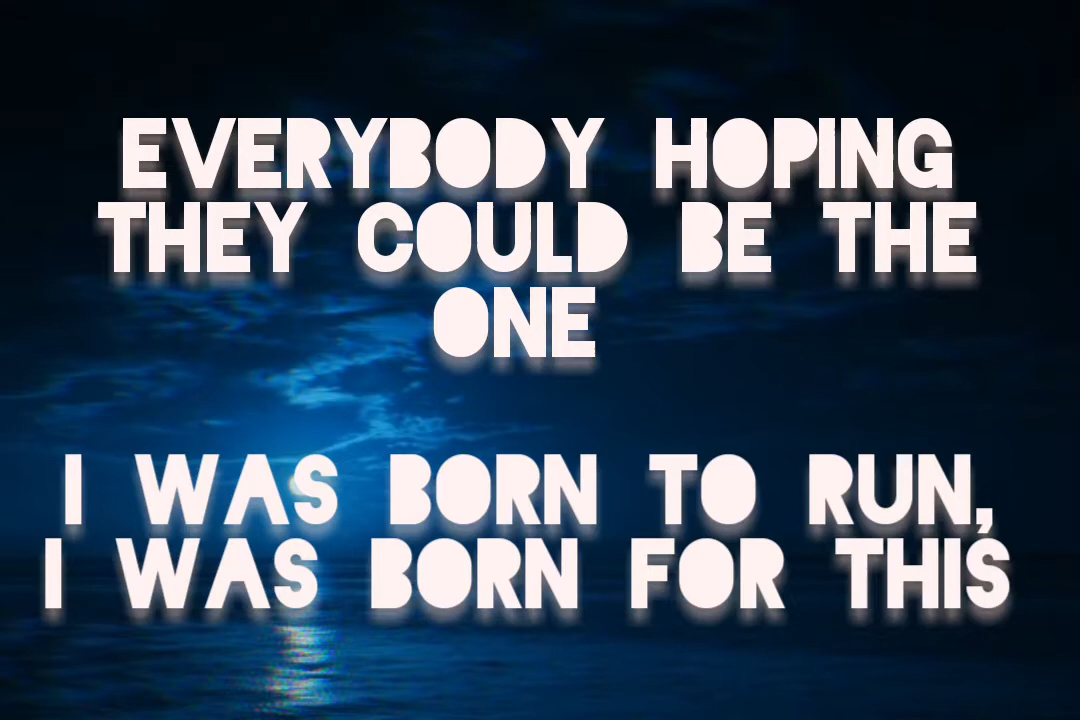 EVERYBODY HOPING
THEY COULD BE THE
ONE
I WAS BORN TO RUN,
I WAS BORN FOR THIS